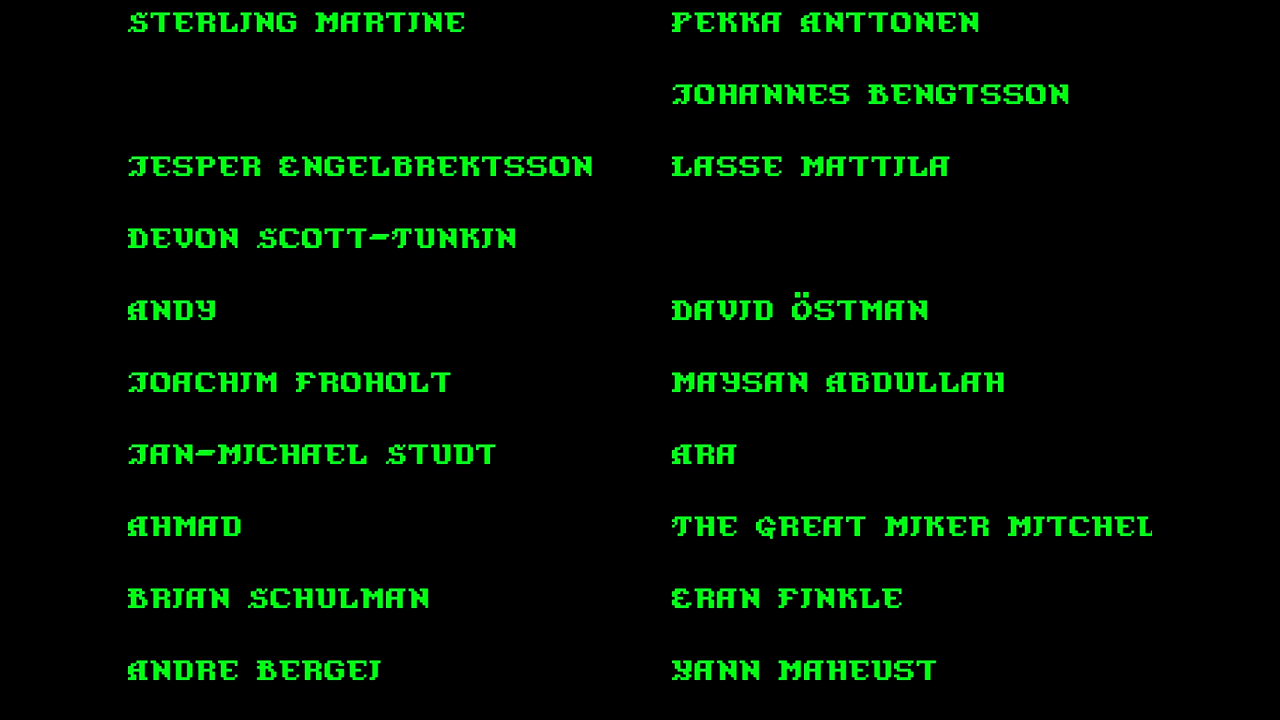 STERLING MARTINE
PEKKA ANTTONEN
JOHANNES BENGTSSON
JESPER ENGELBREKTSSON
LASSE MATTILA
DEVON SCOTT-TUNKIN
ANDY
DAVID ÖSTMAN
JOACHIM FROHOLT
MAYSAN ABDULLAH
JAN-MICHAEL STUDT
ARA
AHMAD
THE GREAT MIKER MITCHEL
BRIAN SCHULMAN
ERAN FINKLE
ANDRE BERGEI
YANN MAHEUST